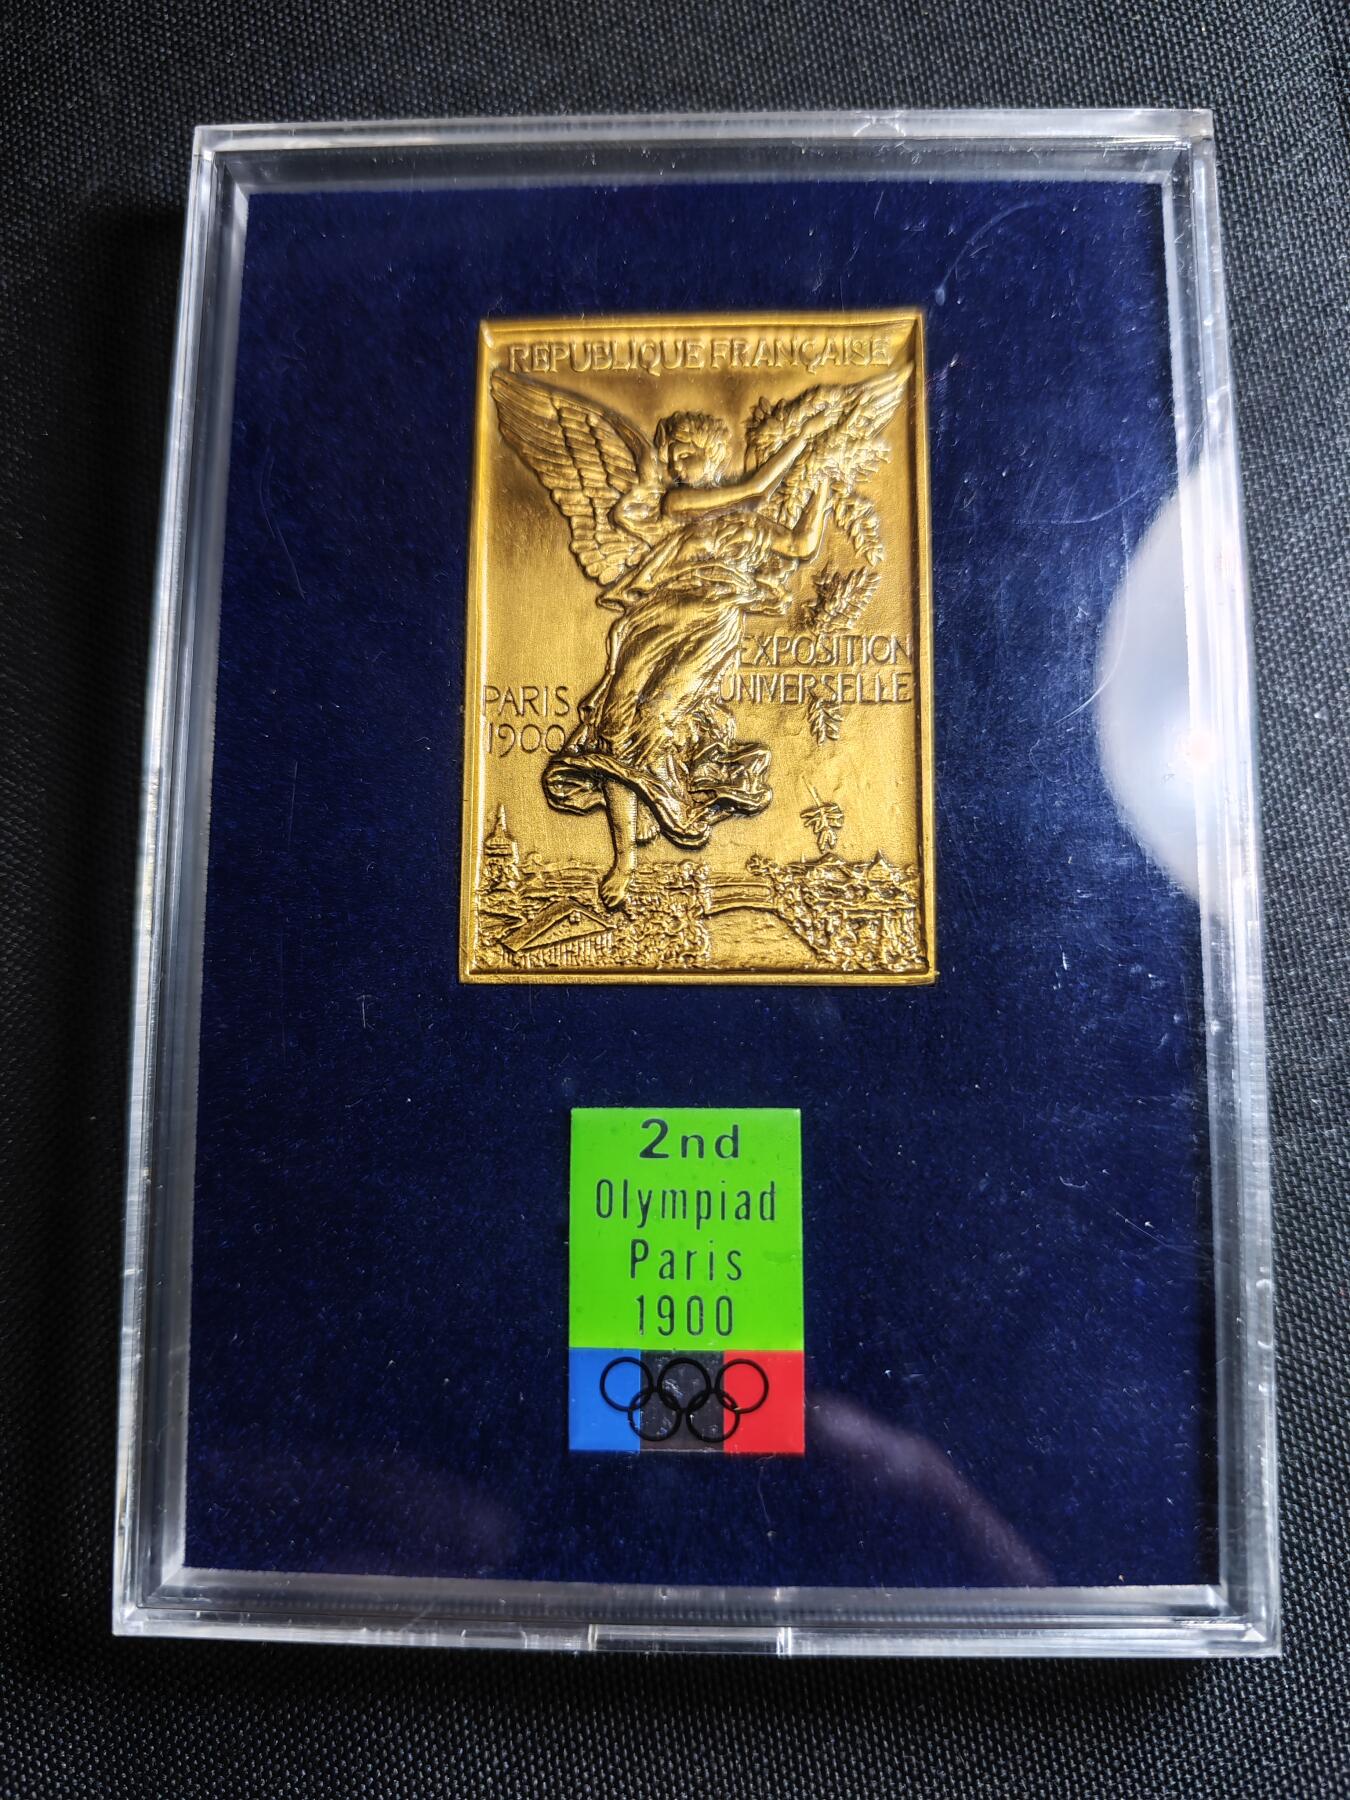 REPUBLIQUE FRANÇAISE
EXPOSITION
UNIVERSELLE
PARIS
1900
2nd
Olympiad
Paris
1900